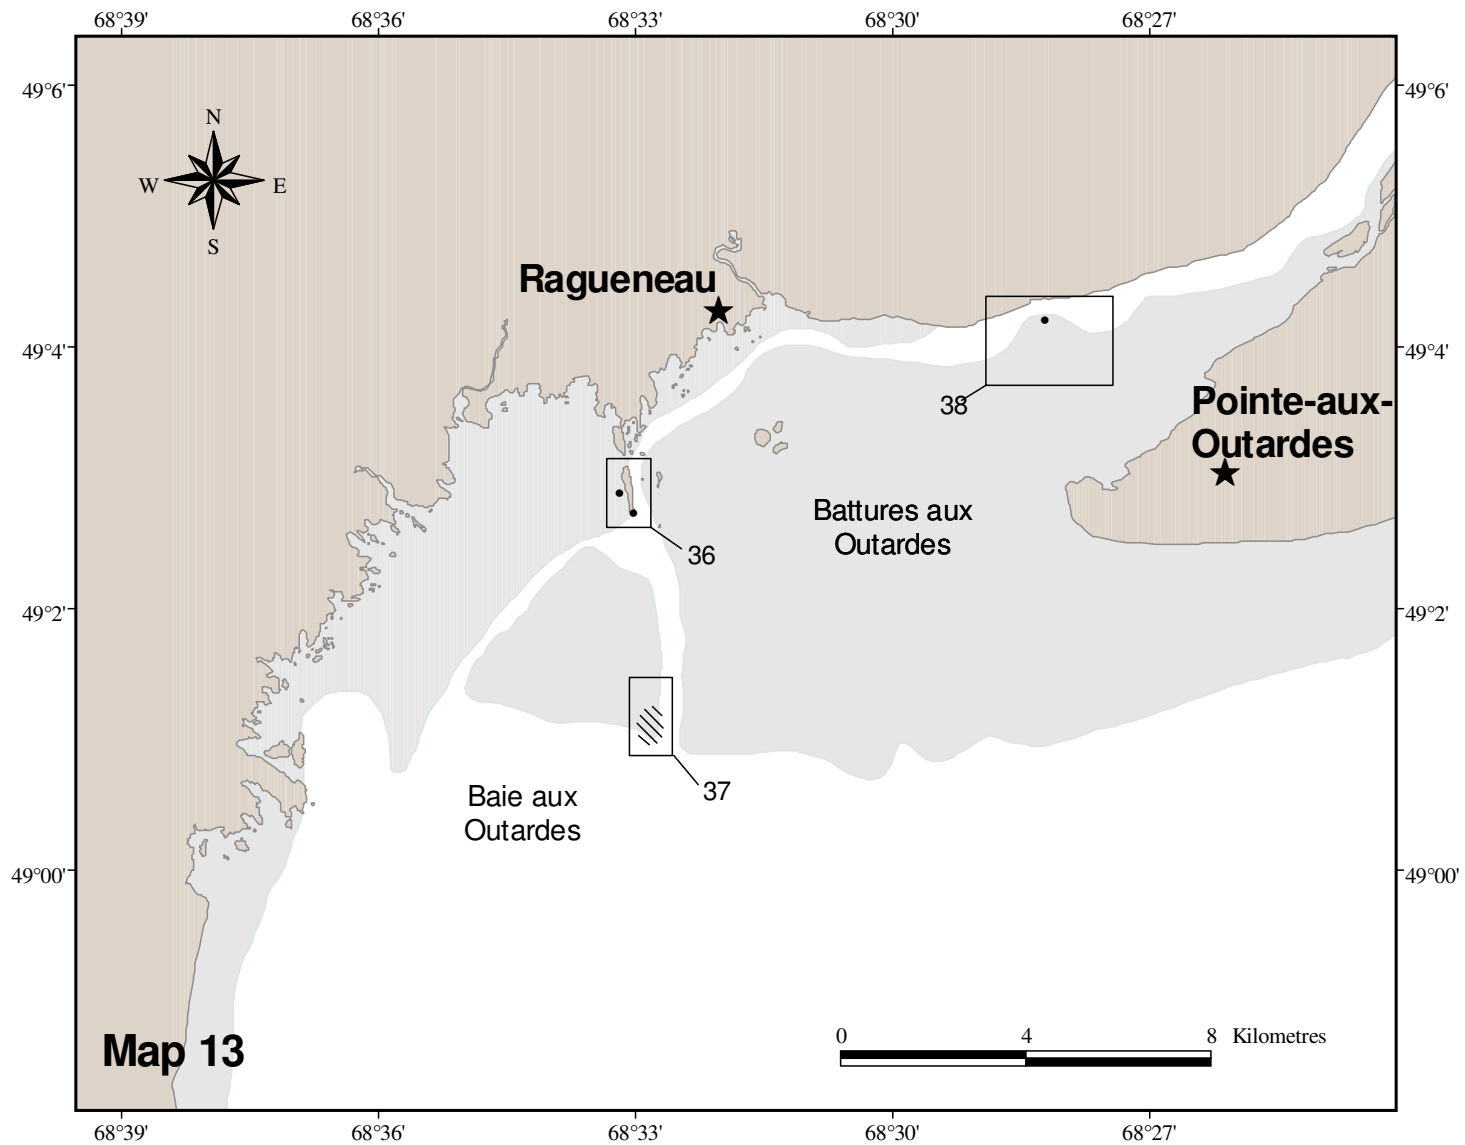 68°39' 68°36' 68°33' 68°30' 68°27'
49°6' 49°6'
N
W E
S
Ragueneau
49°4' 49°4'
38
Pointe-aux-
Outardes
Battures aux
Outardes
36
49°2' 49°2'
37
Baie aux
Outardes
49°00' 49°00'
0 4 8 Kilometres
Map 13
68°39' 68°36' 68°33' 68°30' 68°27'